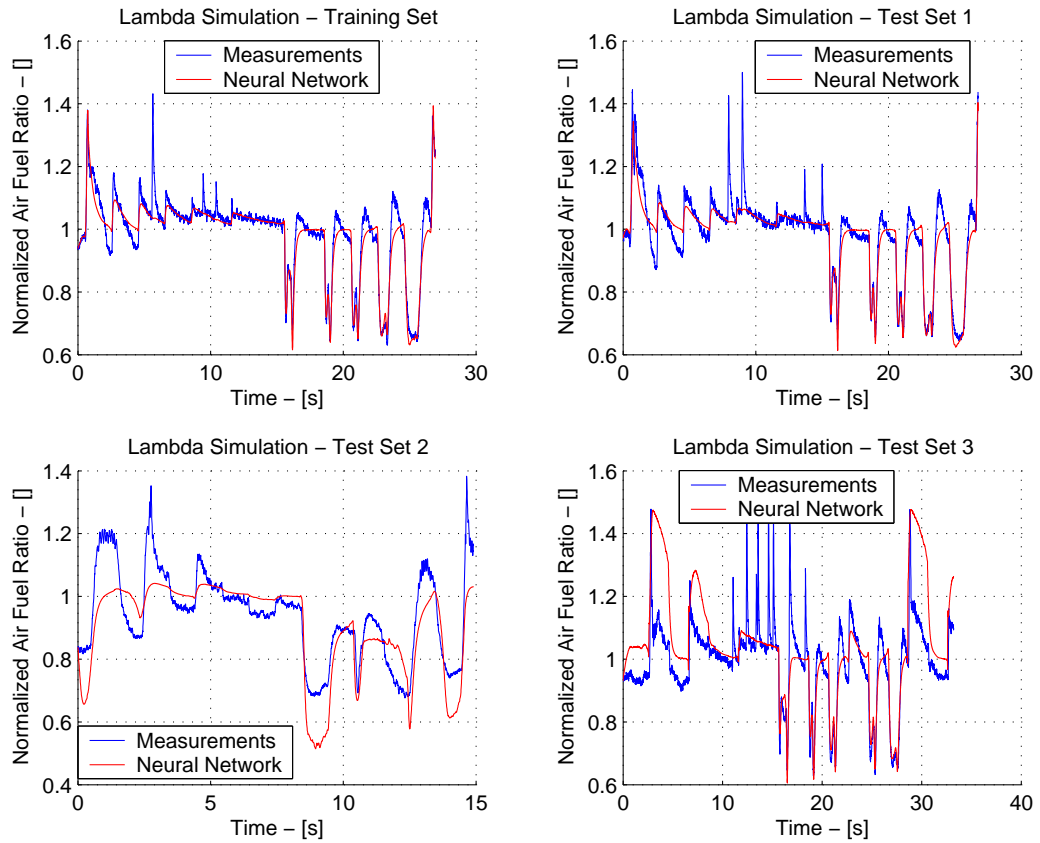 Lambda Simulation – Training Set
Normalized Air Fuel Ratio – []
1.6
1.4
1.2
1
0.8
0.6
Measurements
Neural Network
0
10
20
30
Time – [s]
Lambda Simulation – Test Set 1
Normalized Air Fuel Ratio – []
1.6
1.4
1.2
1
0.8
0.6
Measurements
Neural Network
0
10
20
30
Time – [s]
Lambda Simulation – Test Set 2
Normalized Air Fuel Ratio – []
1.4
1.2
1
0.8
0.6
0.4
Measurements
Neural Network
0
5
10
15
Time – [s]
Lambda Simulation – Test Set 3
Normalized Air Fuel Ratio – []
1.6
1.4
1.2
1
0.8
0.6
Measurements
Neural Network
0
10
20
30
40
Time – [s]